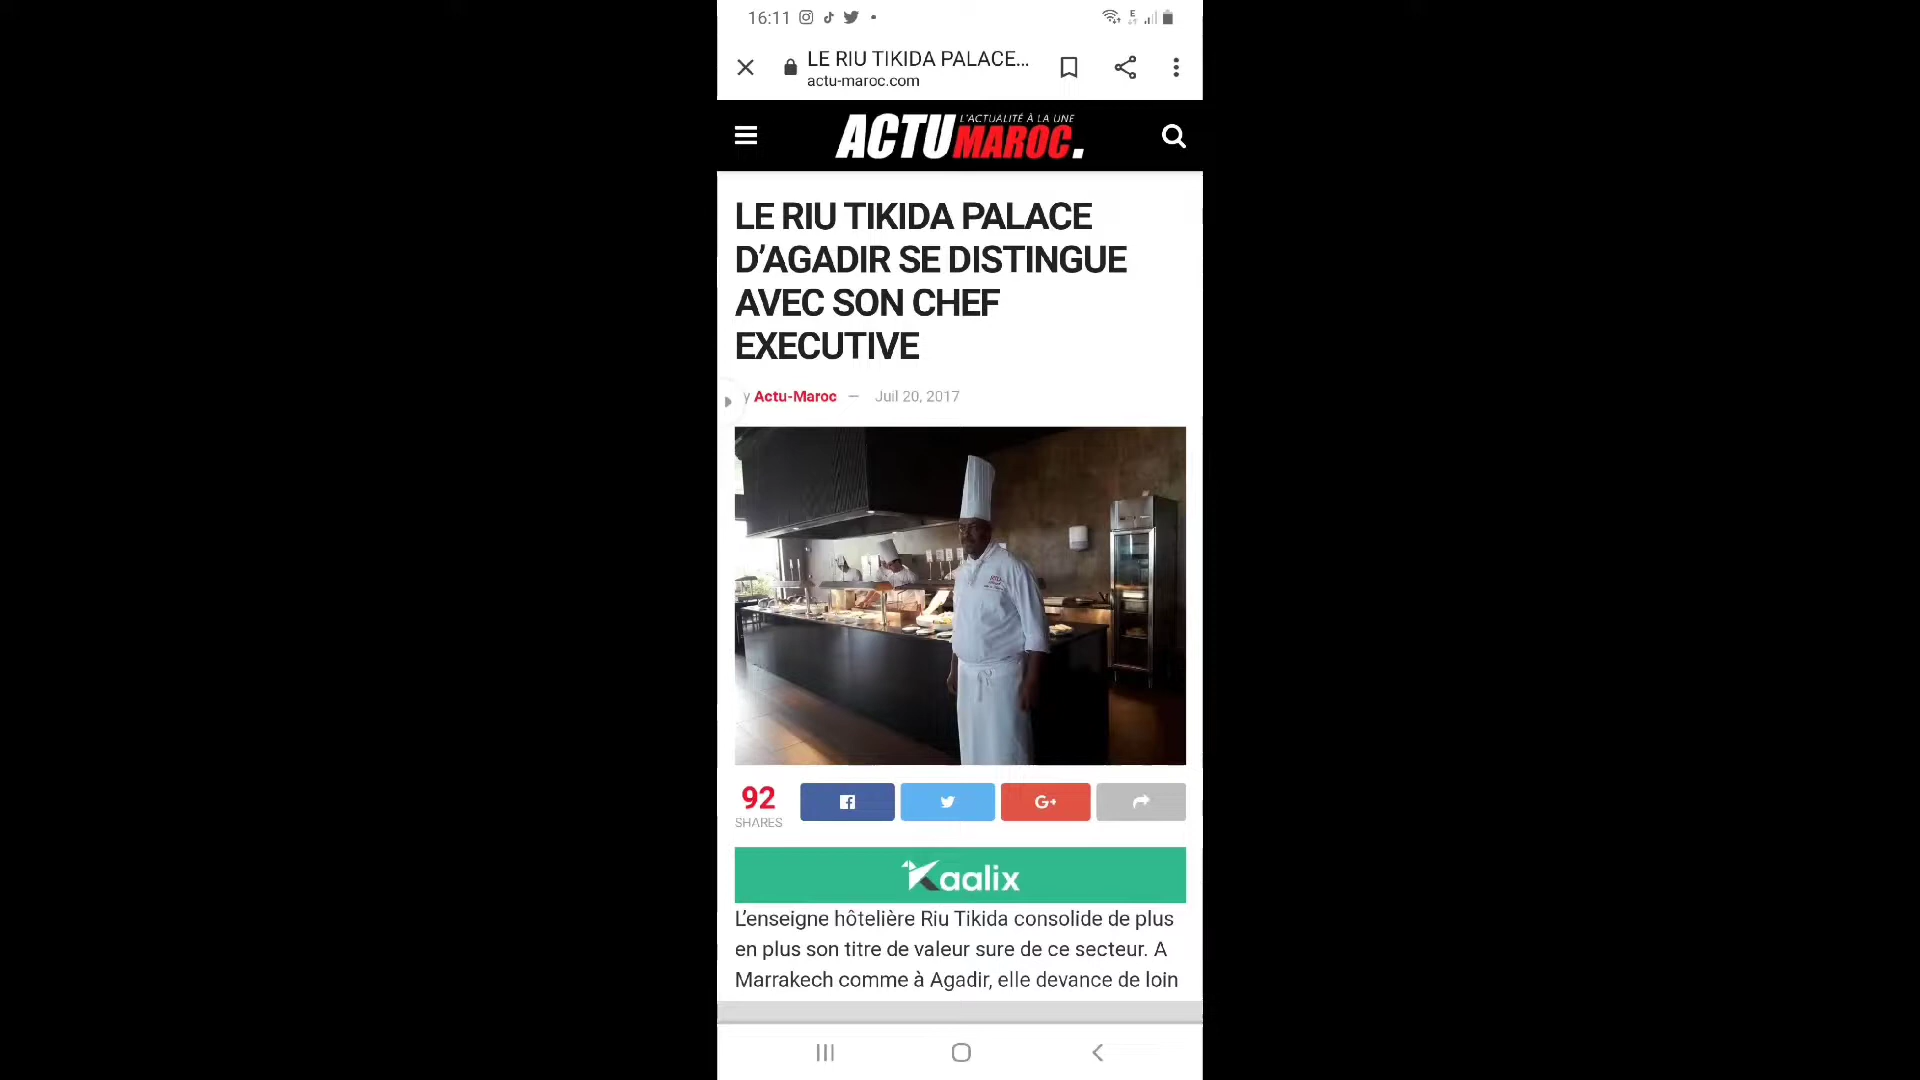 16:11
E
LE RIU TIKIDA PALACE...
actu-maroc.com
L'ACTUALITÉ À LA UNE
ACTUMAROC.
LE RIU TIKIDA PALACE
D’AGADIR SE DISTINGUE
AVEC SON CHEF
EXECUTIVE
y Actu-Maroc — Juil 20, 2017
92
SHARES
G+
Kaalix
L’enseigne hôtelière Riu Tikida consolide de plus
en plus son titre de valeur sure de ce secteur. A
Marrakech comme à Agadir, elle devance de loin